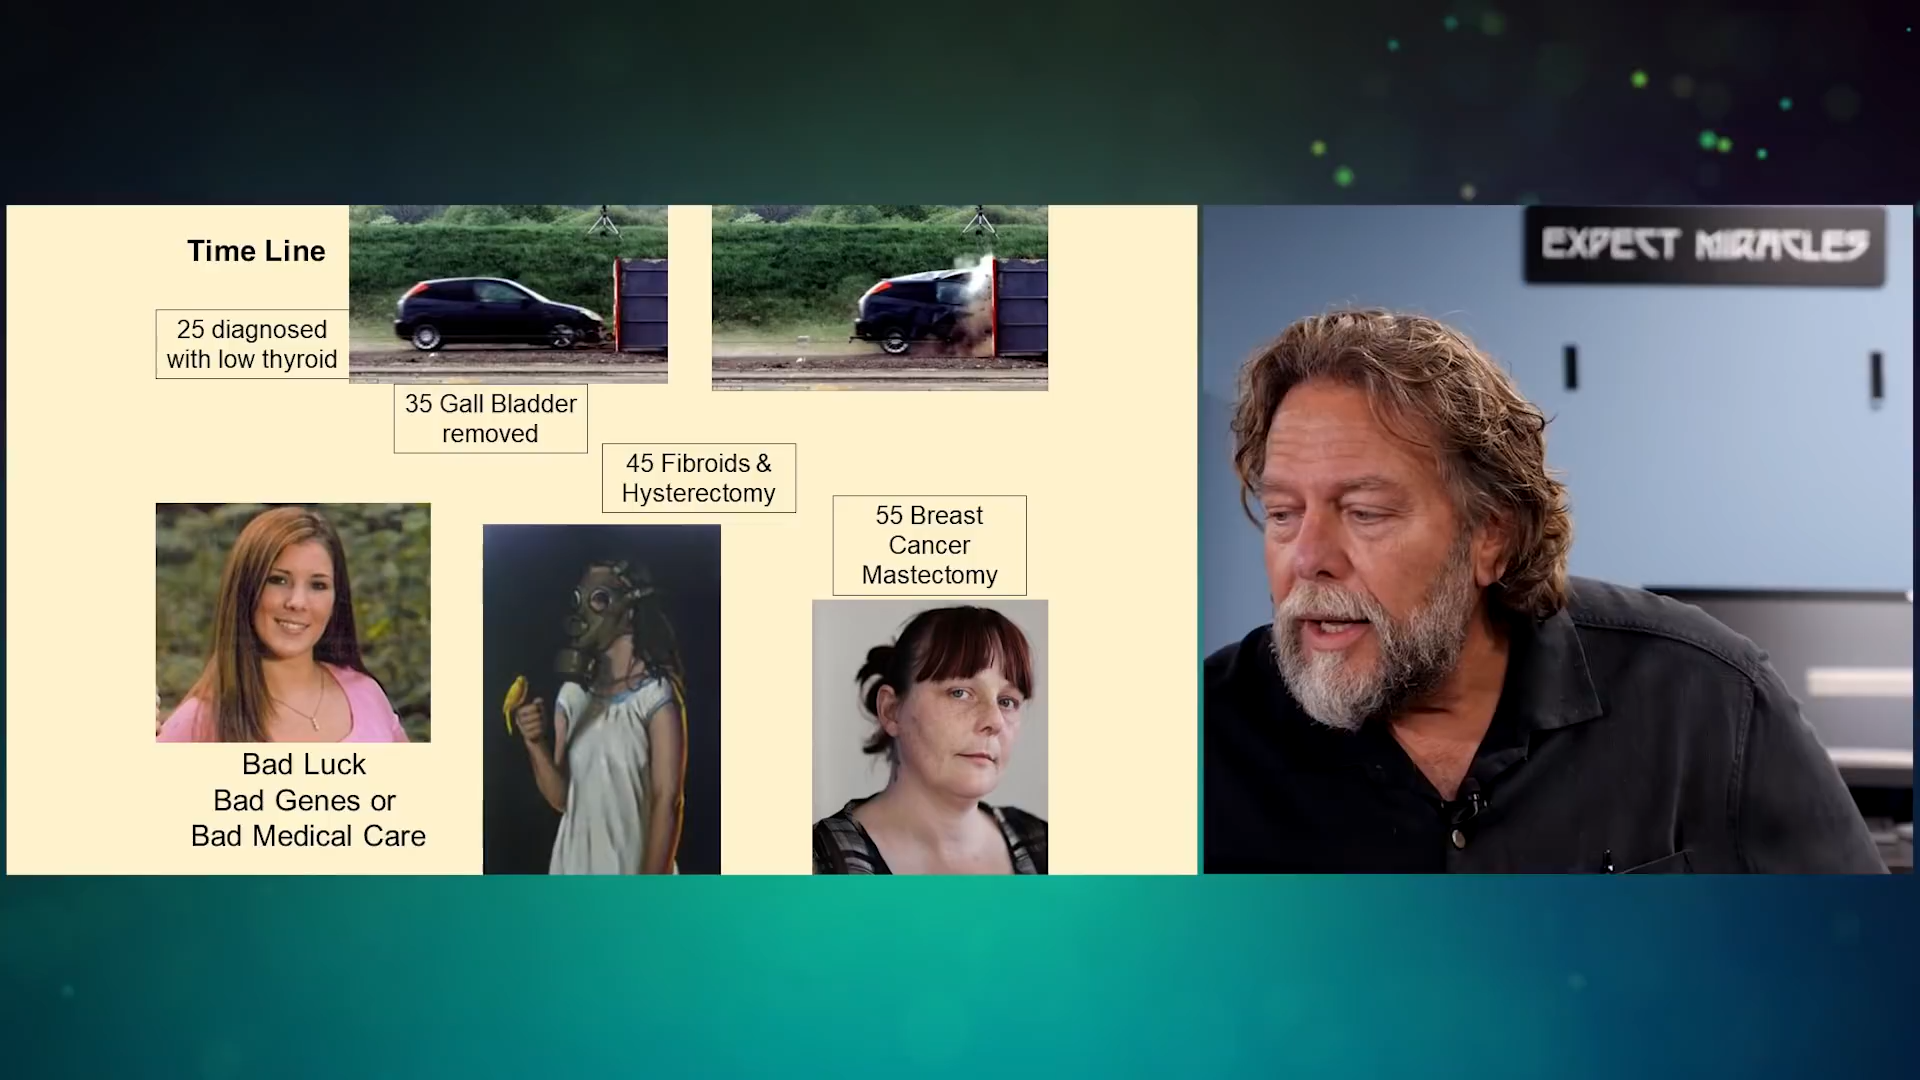 Time Line
25 diagnosed
with low thyroid
35 Gall Bladder
removed
45 Fibroids &
Hysterectomy
55 Breast
Cancer
Mastectomy
Bad Luck
Bad Genes or
Bad Medical Care
EXPECT MIRACLES